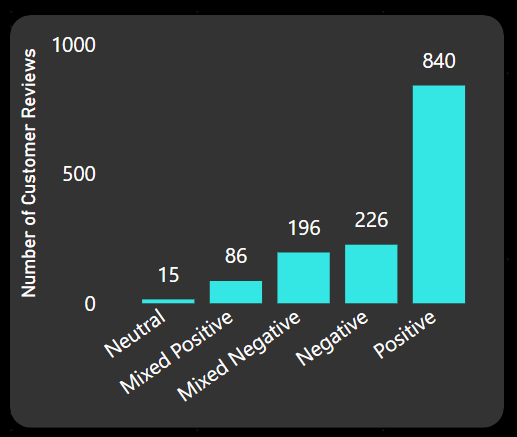 Number of Customer Reviews
1000
500
0
15
86
196
226
840
Neutral
Mixed Positive
Mixed Negative
Negative
Positive